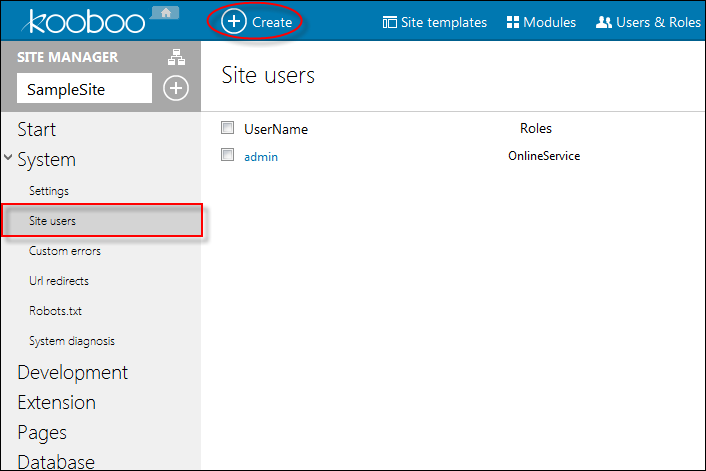 kooboo
Create
Site templates
Modules
Users & Roles
SITE MANAGER
SampleSite
Start
System
Settings
Site users
Custom errors
Url redirects
Robots.txt
System diagnosis
Development
Extension
Pages
Database
Site users
UserName Roles
admin OnlineService